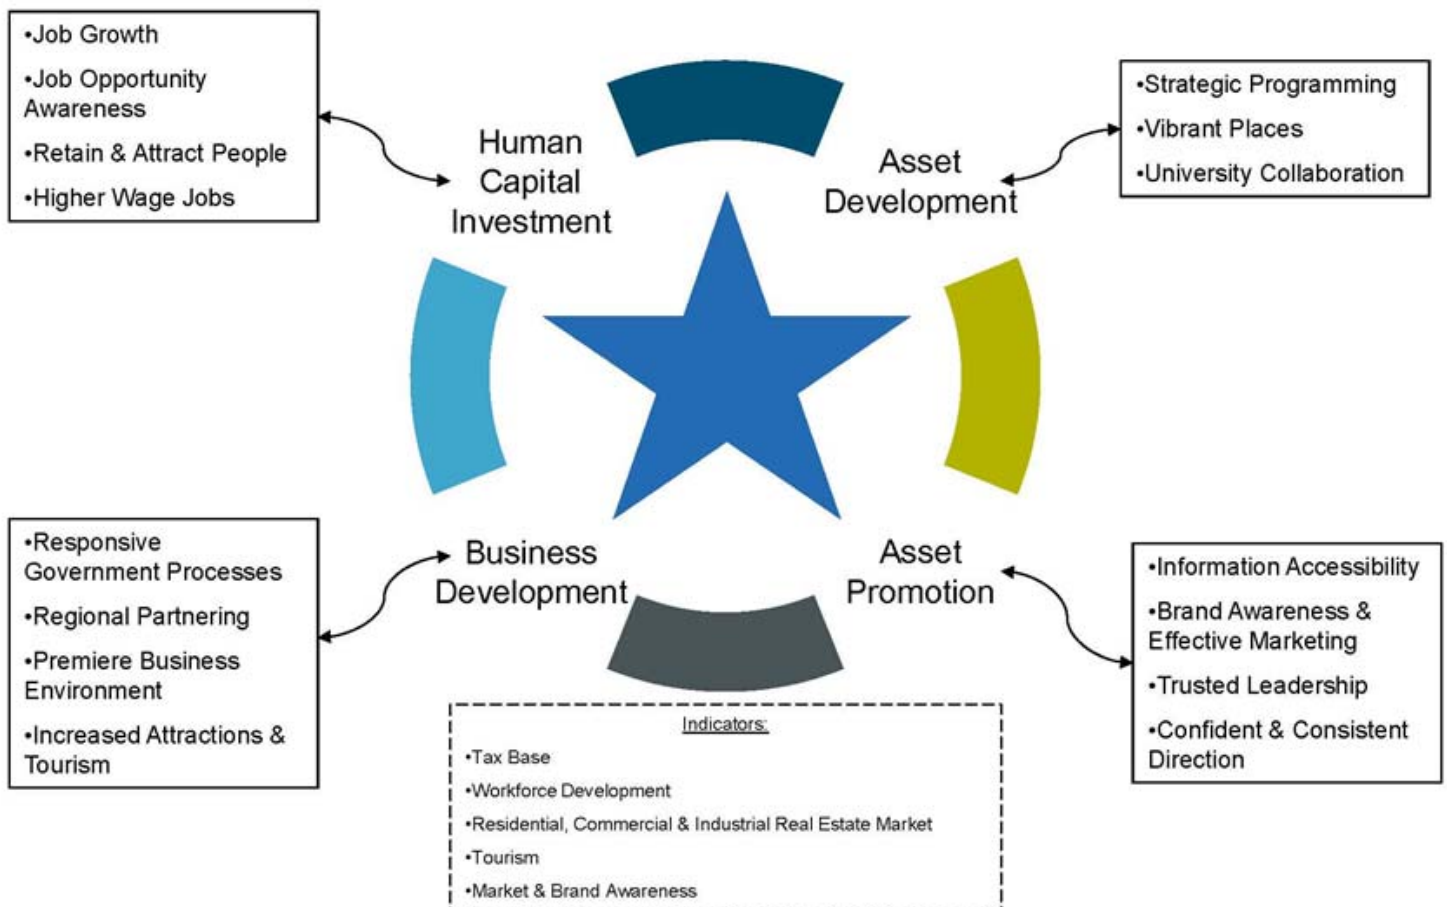 •Job Growth
•Job Opportunity
Awareness
•Retain & Attract People
•Higher Wage Jobs
Human
Capital
Investment
Asset
Development
•Strategic Programming
•Vibrant Places
•University Collaboration
•Responsive
Government Processes
•Regional Partnering
•Premiere Business
Environment
•Increased Attractions &
Tourism
Business
Development
Asset
Promotion
•Information Accessibility
•Brand Awareness &
Effective Marketing
•Trusted Leadership
•Confident & Consistent
Direction
Indicators:
•Tax Base
•Workforce Development
•Residential, Commercial & Industrial Real Estate Market
•Tourism
•Market & Brand Awareness